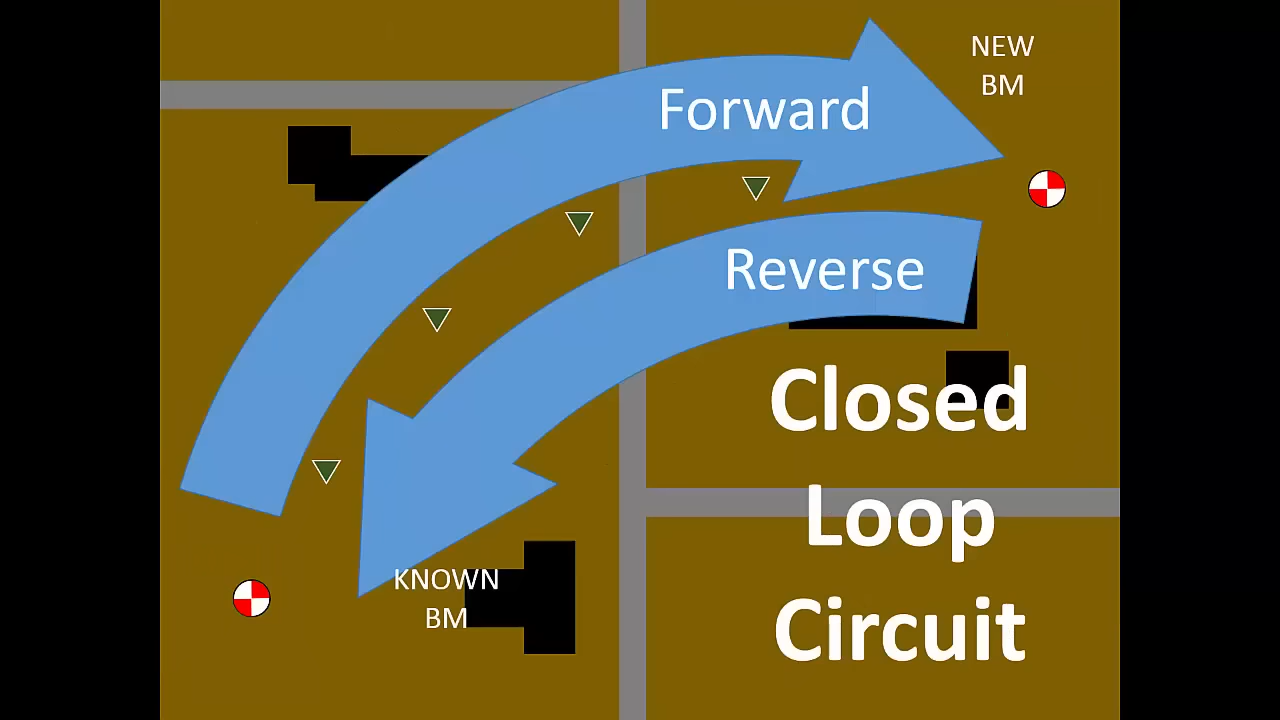 NEW
BM
Forward
Reverse
Closed
Loop
Circuit
KNOWN
BM